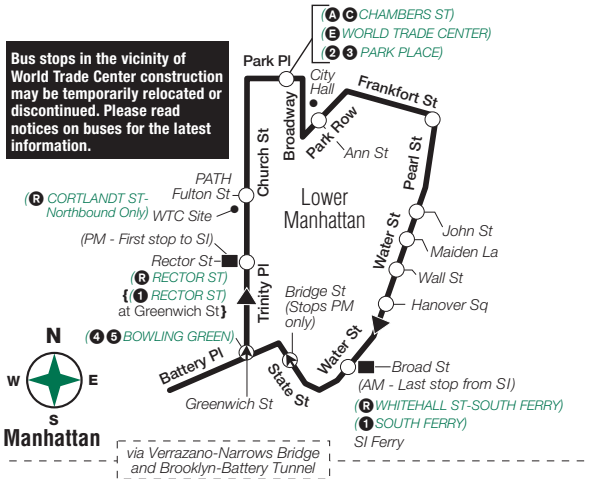 (A C CHAMBERS ST)
(E WORLD TRADE CENTER)
(2 3 PARK PLACE)
Bus stops in the vicinity of
World Trade Center construction
may be temporarily relocated or
discontinued. Please read
notices on buses for the latest
information.
Park Pl
City
Hall
Frankfort St
Broadway
Park Row
Ann St
Church St
Pearl St
PATH
Fulton St
(R CORTLANDT ST-
Northbound Only)
WTC Site
Lower
Manhattan
John St
Maiden La
Water St
Wall St
Hanover Sq
(PM - First stop to SI)
Rector St
(R RECTOR ST)
{(1 RECTOR ST)
at Greenwich St}
Trinity Pl
Bridge St
(Stops PM
only)
(4 5 BOWLING GREEN)
Battery Pl
Greenwich St
State St
Water St
Broad St
(AM - Last stop from SI)
(R WHITEHALL ST-SOUTH FERRY)
(1 SOUTH FERRY)
SI Ferry
N
W
E
S
Manhattan
via Verrazano-Narrows Bridge
and Brooklyn-Battery Tunnel